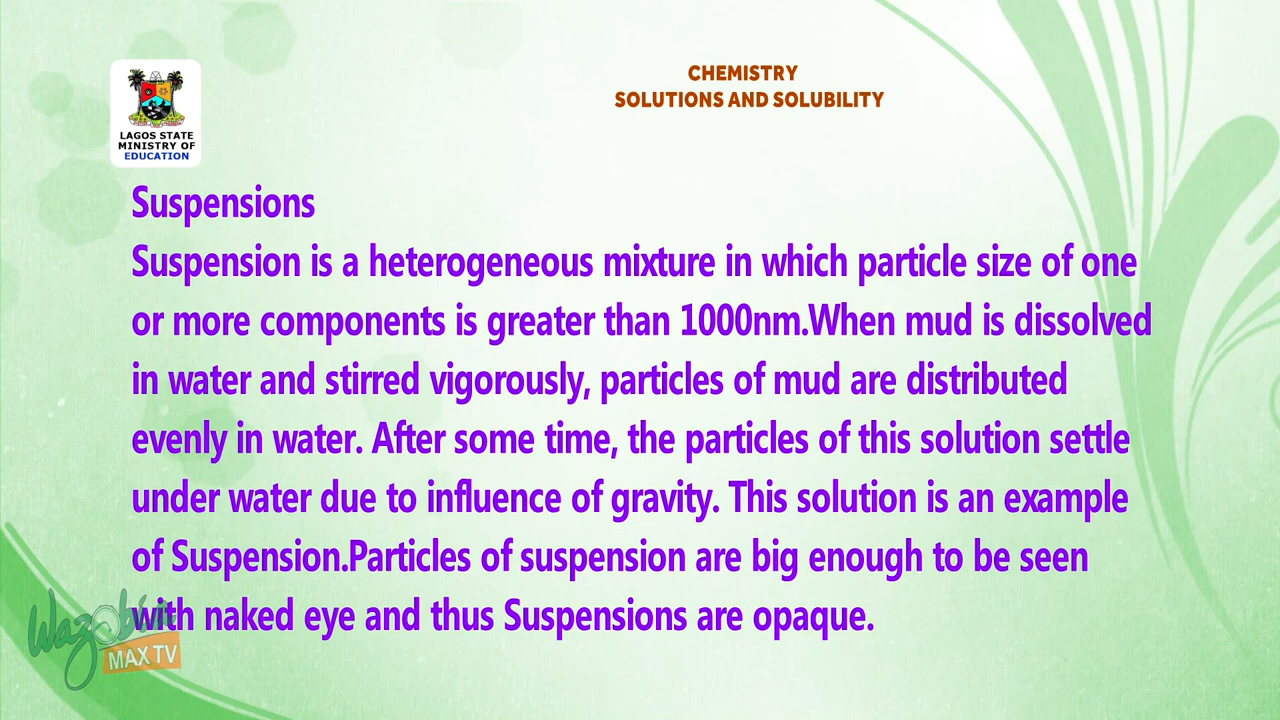 CHEMISTRY
SOLUTIONS AND SOLUBILITY
LAGOS STATE
MINISTRY OF
EDUCATION
Suspensions
Suspension is a heterogeneous mixture in which particle size of one
or more components is greater than 1000nm.When mud is dissolved
in water and stirred vigorously, particles of mud are distributed
evenly in water. After some time, the particles of this solution settle
under water due to influence of gravity. This solution is an example
of Suspension.Particles of suspension are big enough to be seen
with naked eye and thus Suspensions are opaque.
Wazobia
MAX TV